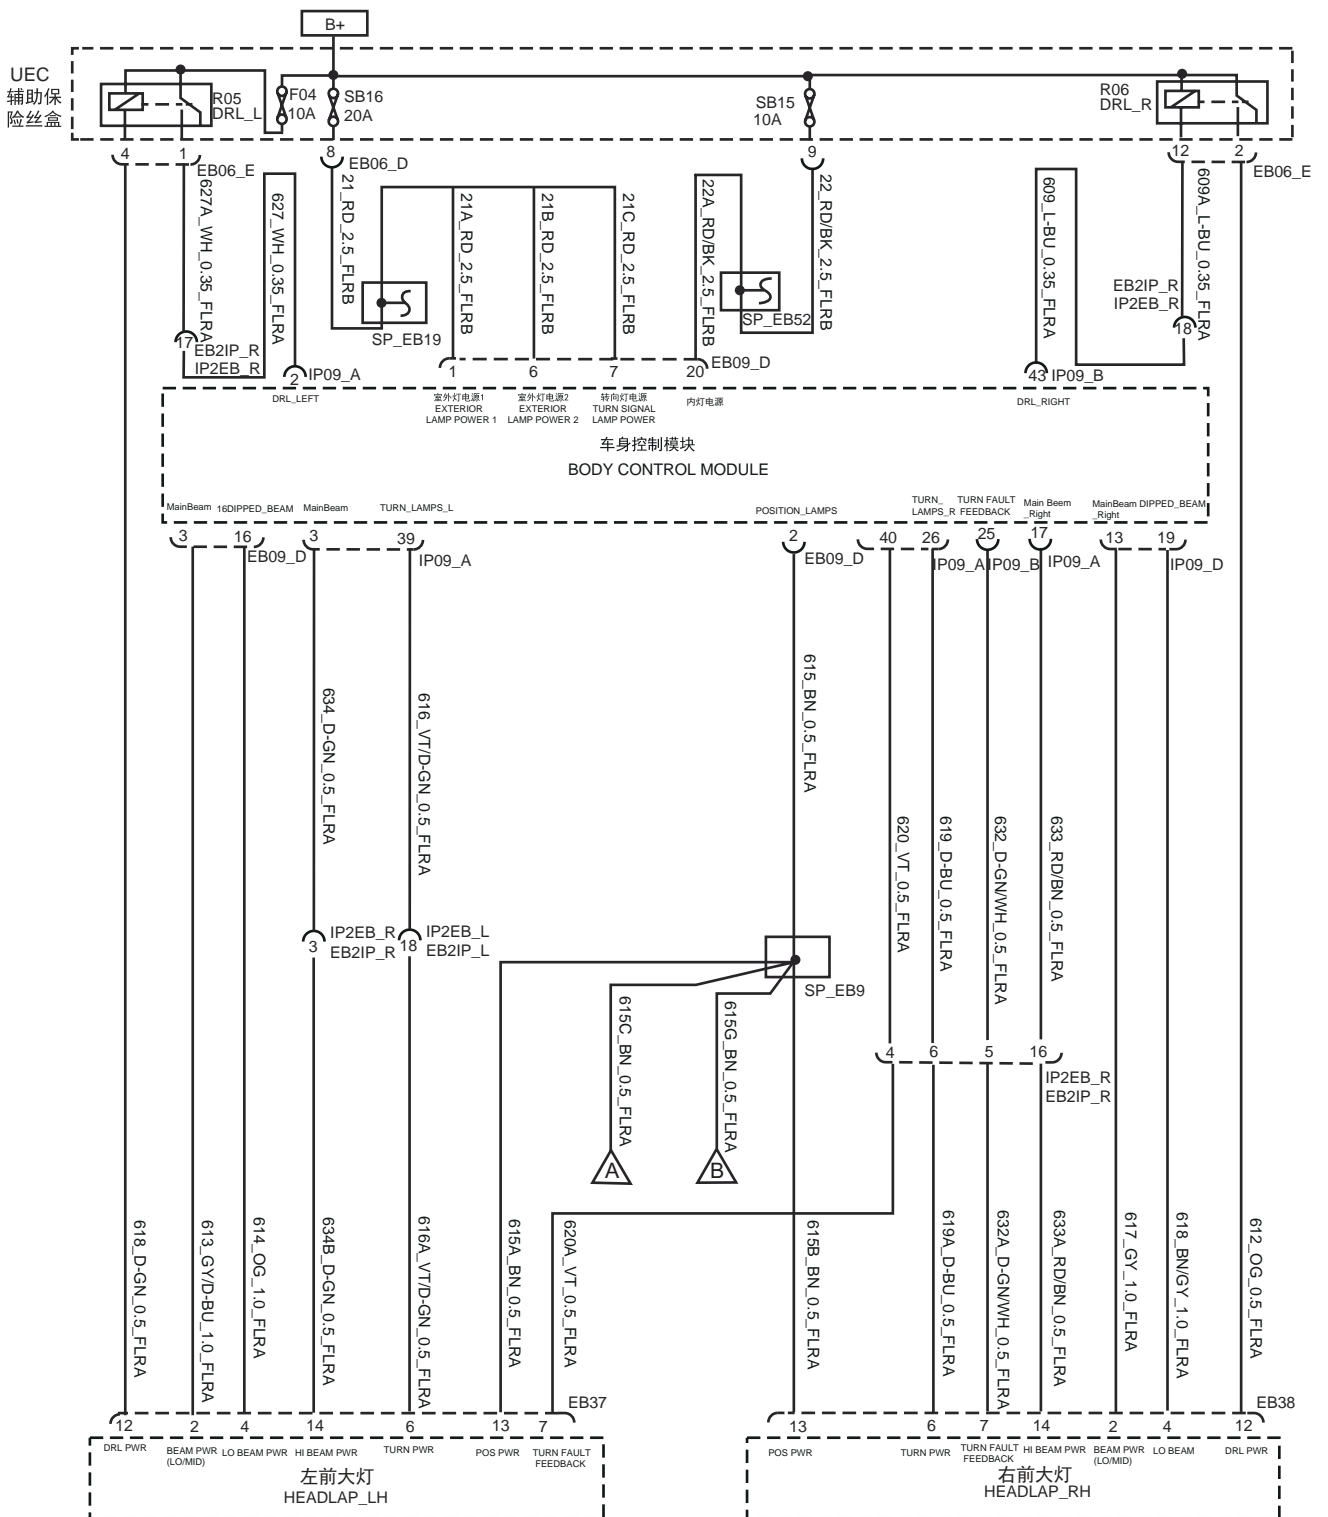 B+
UEC
辅助保
险丝盒
R05
DRL_L
F04
10A
SB16
20A
SB15
10A
R06
DRL_R
4
1
EB06_E
8
EB06_D
9
12
2
EB06_E
627A_WH_0.35_FLRA
627_WH_0.35_FLRA
21_RD_2.5_FLRB
21A_RD_2.5_FLRB
21B_RD_2.5_FLRB
21C_RD_2.5_FLRB
22A_RD/BK_2.5_FLRB
22_RD/BK_2.5_FLRB
609_L-BU_0.35_FLRA
609A_L-BU_0.35_FLRA
SP_EB19
SP_EB52
EB2IP_R
IP2EB_R
18
17
EB2IP_R
IP2EB_R
2
IP09_A
1
6
7
20
EB09_D
43
IP09_B
DRL_LEFT
室外灯电源1
EXTERIOR
LAMP POWER 1
室外灯电源2
EXTERIOR
LAMP POWER 2
转向灯电源
TURN SIGNAL
LAMP POWER
内灯电源
DRL_RIGHT
车身控制模块
BODY CONTROL MODULE
MainBeam
16DIPPED_BEAM
MainBeam
TURN_LAMPS_L
POSITION_LAMPS
TURN_
LAMPS_R
TURN FAULT
FEEDBACK
Main Beem
_Right
MainBeam
_Right
DIPPED_BEAM
3
16
EB09_D
3
39
IP09_A
2
EB09_D
40
26
IP09_A
25
IP09_B
17
IP09_A
13
19
IP09_D
634_D-GN_0.5_FLRA
616_VT/D-GN_0.5_FLRA
615_BN_0.5_FLRA
620_VT_0.5_FLRA
619_D-BU_0.5_FLRA
632_D-GN/WH_0.5_FLRA
633_RD/BN_0.5_FLRA
3
IP2EB_R
EB2IP_R
18
IP2EB_L
EB2IP_L
SP_EB9
615C_BN_0.5_FLRA
615G_BN_0.5_FLRA
4
6
5
16
IP2EB_R
EB2IP_R
A
B
618_D-GN_0.5_FLRA
613_GY/D-BU_1.0_FLRA
614_OG_1.0_FLRA
634B_D-GN_0.5_FLRA
616A_VT/D-GN_0.5_FLRA
615A_BN_0.5_FLRA
620A_VT_0.5_FLRA
615B_BN_0.5_FLRA
619A_D-BU_0.5_FLRA
632A_D-GN/WH_0.5_FLRA
633A_RD/BN_0.5_FLRA
617_GY_1.0_FLRA
618_BN/GY_1.0_FLRA
612_OG_0.5_FLRA
12
2
4
14
6
13
7
EB37
13
6
7
14
2
4
12
EB38
DRL PWR
BEAM PWR
(LO/MID)
LO BEAM PWR
HI BEAM PWR
TURN PWR
POS PWR
TURN FAULT
FEEDBACK
左前大灯
HEADLAP_LH
POS PWR
TURN PWR
TURN FAULT
FEEDBACK
HI BEAM PWR
BEAM PWR
(LO/MID)
LO BEAM
DRL PWR
右前大灯
HEADLAP_RH